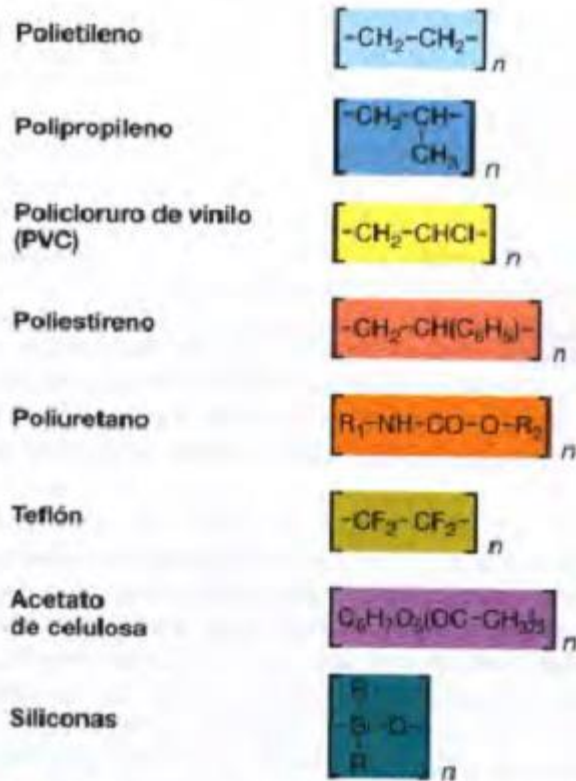 Polietileno
[-CH₂-CH₂-]n
Polipropileno
[-CH₂-CH-]n
CH₃
Policloruro de vinilo
(PVC)
[-CH₂-CHCl-]n
Poliestireno
[-CH₂-CH(C₆H₅)-]n
Poliuretano
[R₁-NH-CO-O-R₂]n
Teflón
[-CF₂-CF₂-]n
Acetato
de celulosa
[C₆H₇O₅(OC-CH₃)₃]n
Siliconas
R
[-Si-O-]n
R